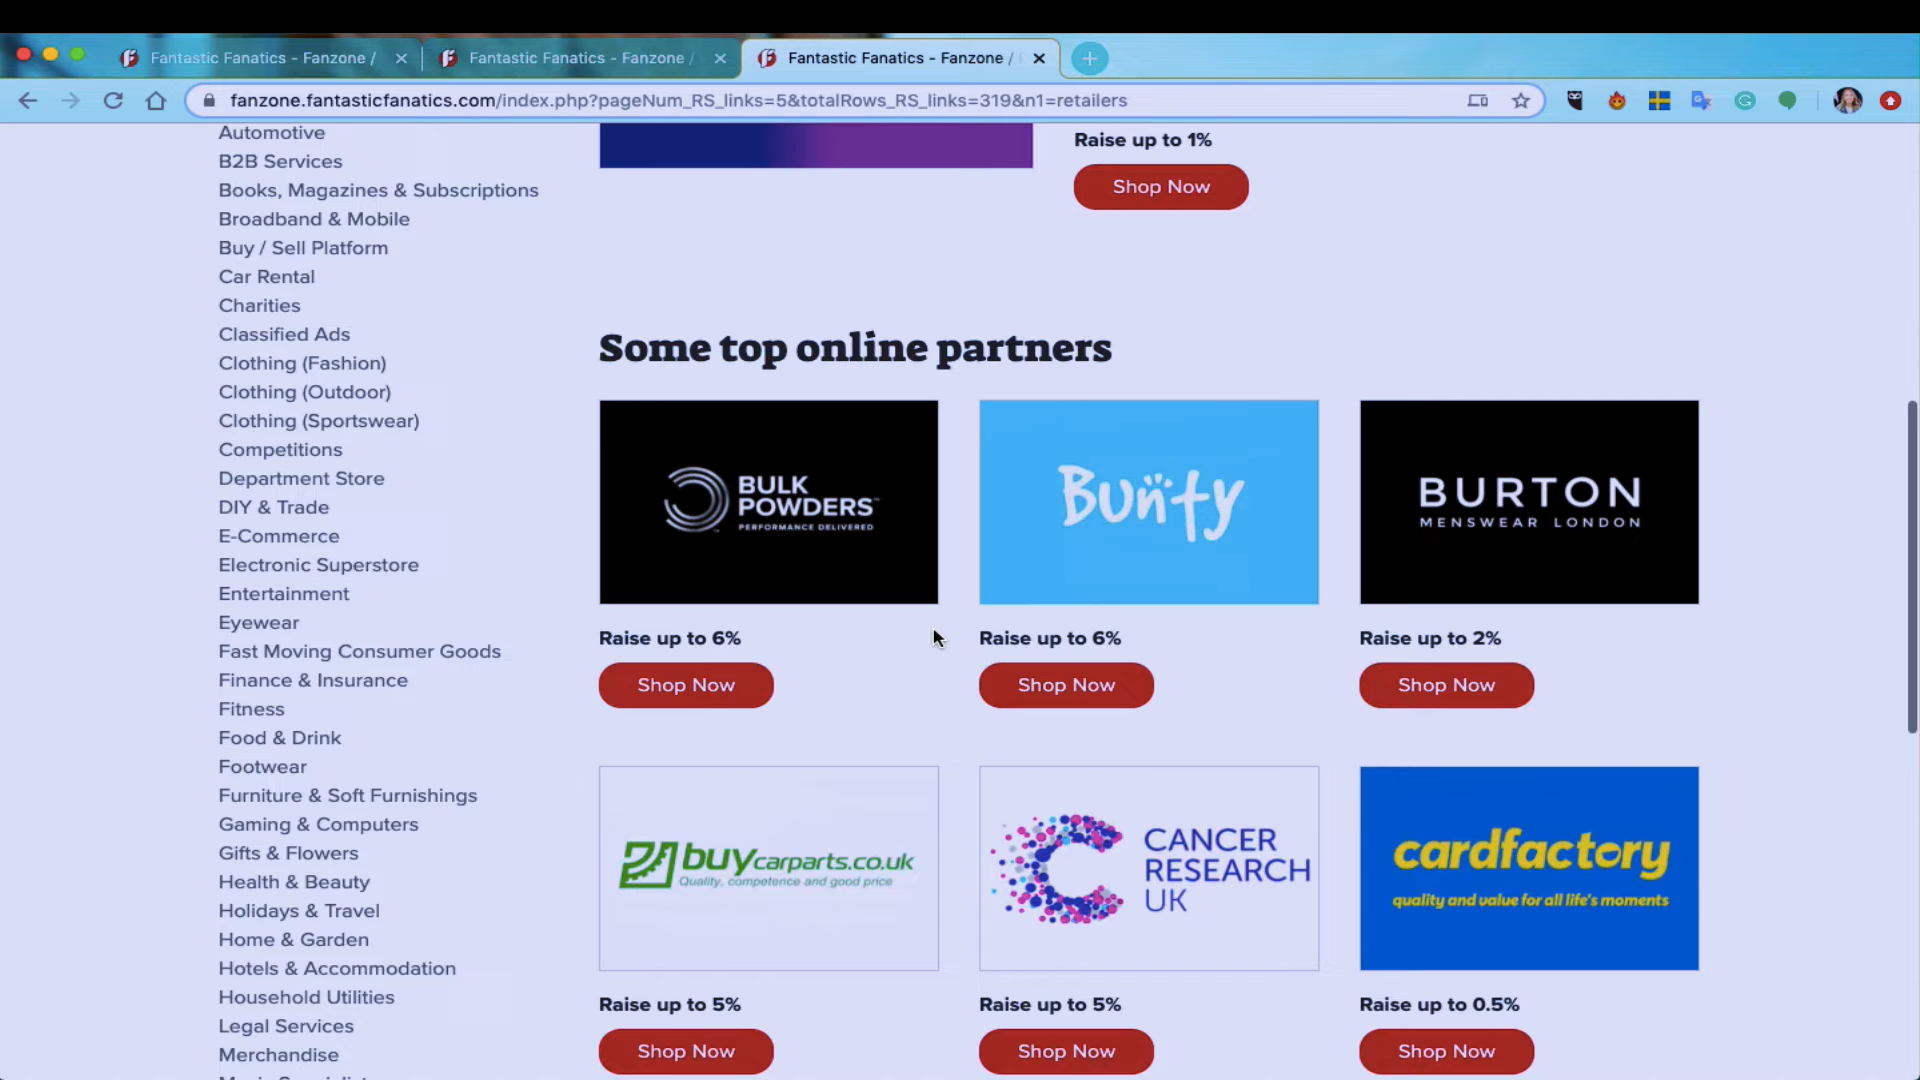 Fantastic Fanatics - Fanzone /
Fantastic Fanatics - Fanzone /
Fantastic Fanatics - Fanzone /
fanzone.fantasticfanatics.com/index.php?pageNum_RS_links=5&totalRows_RS_links=319&n1=retailers
Automotive
B2B Services
Books, Magazines & Subscriptions
Broadband & Mobile
Buy / Sell Platform
Car Rental
Charities
Classified Ads
Clothing (Fashion)
Clothing (Outdoor)
Clothing (Sportswear)
Competitions
Department Store
DIY & Trade
E-Commerce
Electronic Superstore
Entertainment
Eyewear
Fast Moving Consumer Goods
Finance & Insurance
Fitness
Food & Drink
Footwear
Furniture & Soft Furnishings
Gaming & Computers
Gifts & Flowers
Health & Beauty
Holidays & Travel
Home & Garden
Hotels & Accommodation
Household Utilities
Legal Services
Merchandise
Raise up to 1%
Shop Now
Some top online partners
BULK
POWDERS™
PERFORMANCE DELIVERED
Raise up to 6%
Shop Now
Bunty
Raise up to 6%
Shop Now
BURTON
MENSWEAR LONDON
Raise up to 2%
Shop Now
buycarparts.co.uk
Quality, competence and good price
Raise up to 5%
Shop Now
CANCER
RESEARCH
UK
Raise up to 5%
Shop Now
cardfactory
quality and value for all life's moments
Raise up to 0.5%
Shop Now